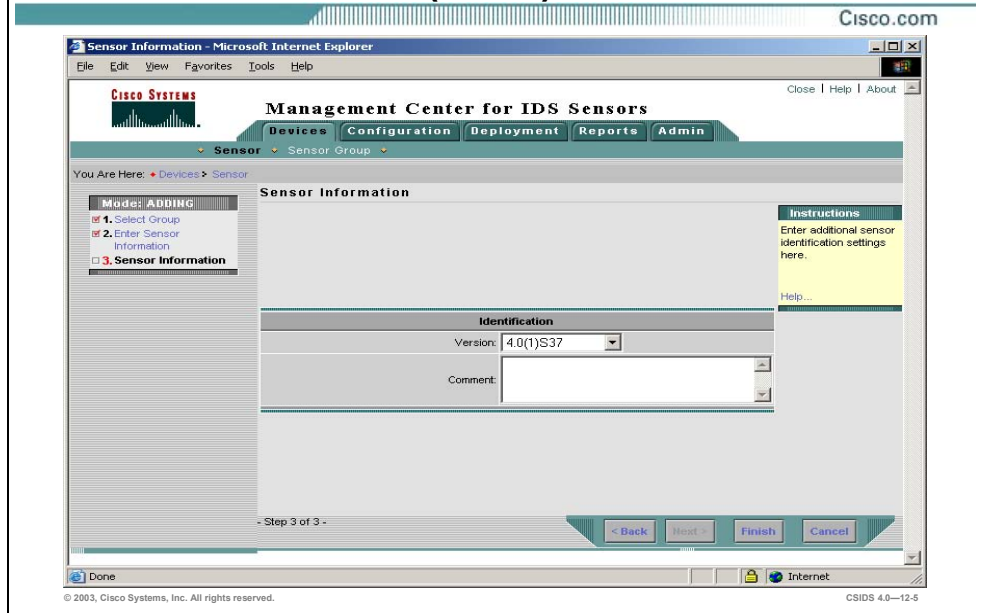 Cisco.com
Sensor Information - Microsoft Internet Explorer
File Edit View Favorites Tools Help
CISCO SYSTEMS
Close | Help | About
Management Center for IDS Sensors
Devices Configuration Deployment Reports Admin
Sensor Sensor Group
You Are Here: Devices > Sensor
Mode: ADDING
1. Select Group
2. Enter Sensor
Information
3. Sensor Information
Sensor Information
Instructions
Enter additional sensor
identification settings
here.
Help...
Identification
Version: 4.0(1)S37
Comment:
- Step 3 of 3 -
< Back Next > Finish Cancel
Done
Internet
© 2003, Cisco Systems, Inc. All rights reserved.
CSIDS 4.0—12-5